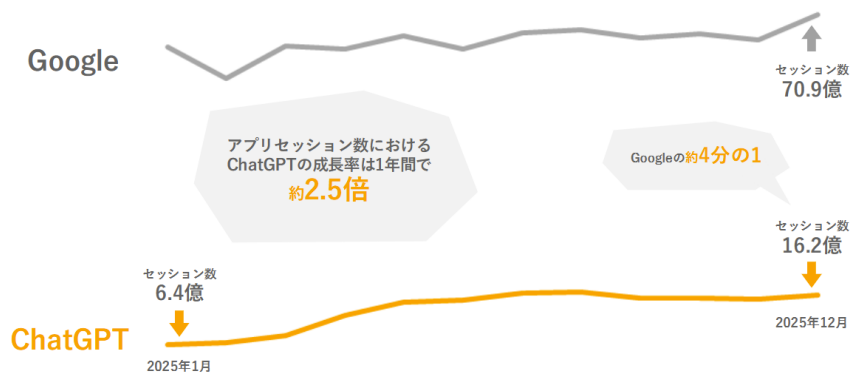 Google
セッション数
70.9億
アプリセッション数における
ChatGPTの成長率は1年間で
約2.5倍
Googleの約4分の1
セッション数
16.2億
セッション数
6.4億
ChatGPT
2025年1月
2025年12月